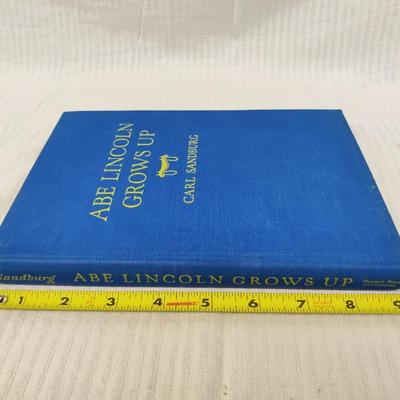 ABE LINCOLN
GROWS UP
CARL SANDBURG
Sandburg ABE LINCOLN GROWS UP
1 2 3 4 5 6 7 8 9